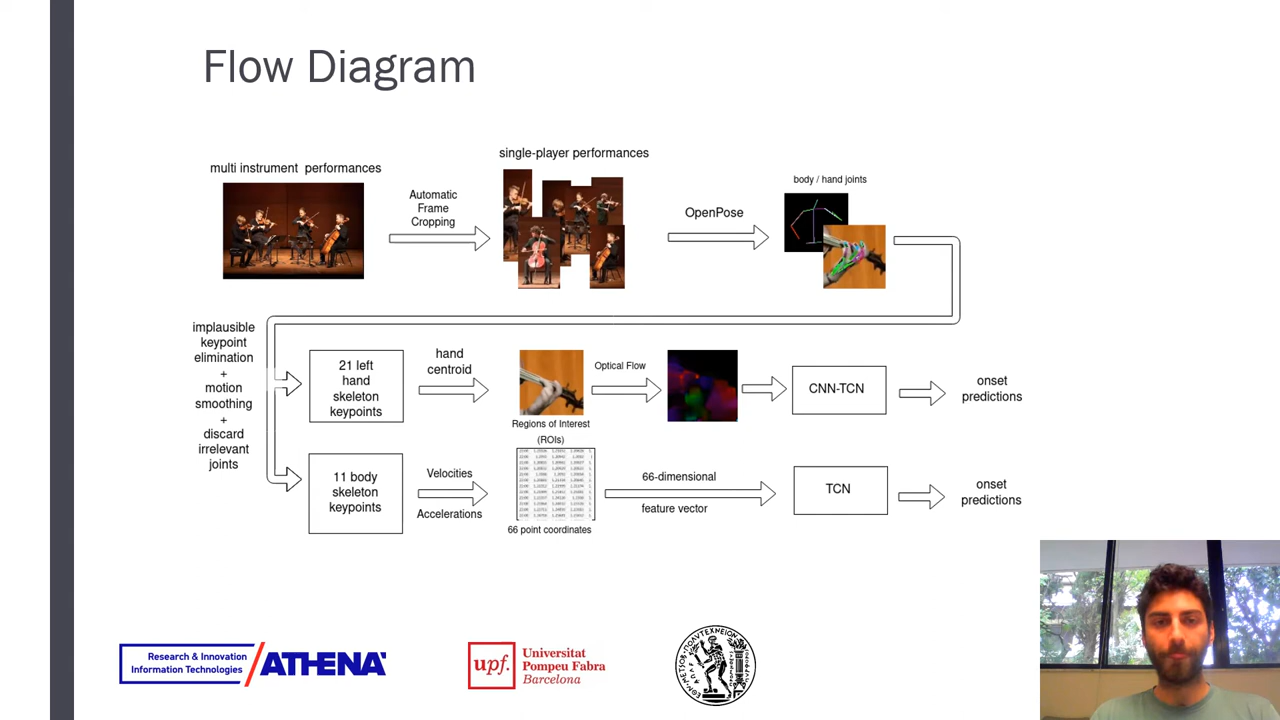 Flow Diagram
multi instrument performances
Automatic
Frame
Cropping
single-player performances
OpenPose
body / hand joints
implausible
keypoint
elimination
+
motion
smoothing
+
discard
irrelevant
joints
21 left
hand
skeleton
keypoints
hand
centroid
Regions of Interest
(ROIs)
Optical Flow
CNN-TCN
onset
predictions
11 body
skeleton
keypoints
Velocities
Accelerations
66 point coordinates
66-dimensional
feature vector
TCN
onset
predictions
Research & Innovation
Information Technologies
ATHENA
upf.
Universitat
Pompeu Fabra
Barcelona